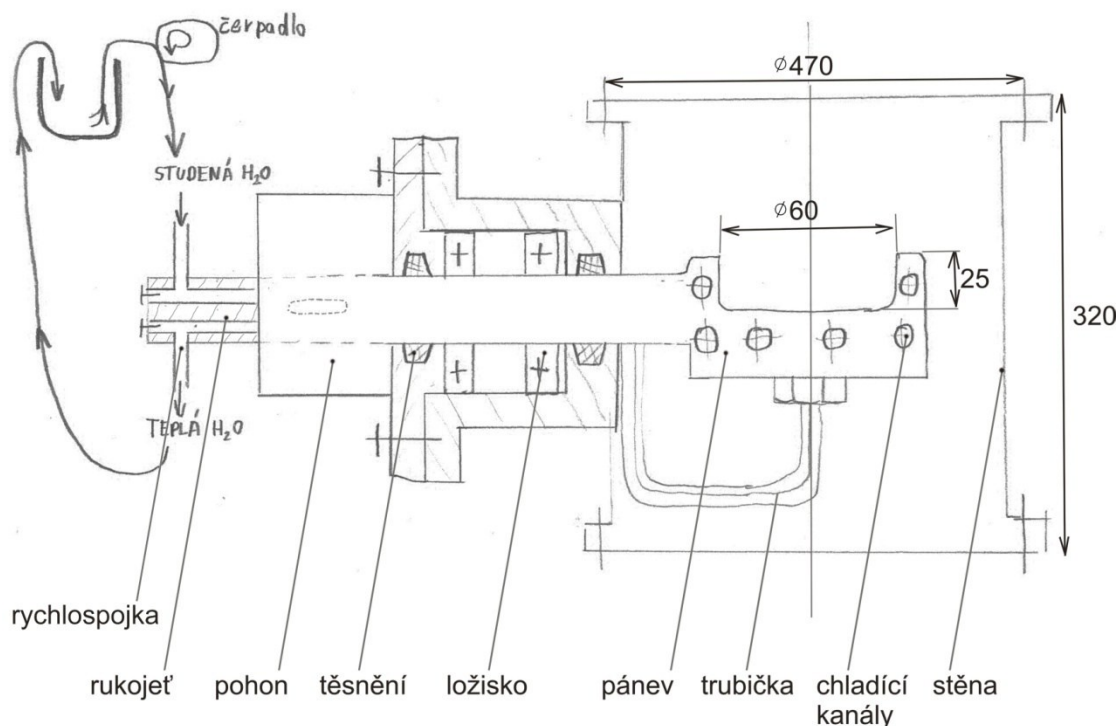 čerpadlo
STUDENÁ H₂O
TEPLÁ H₂O
⌀470
⌀60
25
320
rychlospojka
rukojeť
pohon
těsnění
ložisko
pánev
trubička
chladící
kanály
stěna